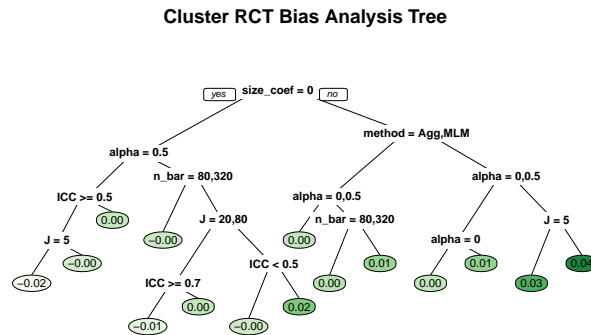 Cluster RCT Bias Analysis Tree
yes size_coef = 0 no
method = Agg,MLM
alpha = 0.5
alpha = 0,0.5
n_bar = 80,320
ICC >= 0.5
alpha = 0,0.5
0.00
J = 20,80
n_bar = 80,320
J = 5
J = 5
−0.00
0.00
alpha = 0
−0.00
ICC < 0.5
0.01
0.01
0.04
−0.02
ICC >= 0.7
0.00
0.00
0.03
0.00
0.02
−0.01
−0.00